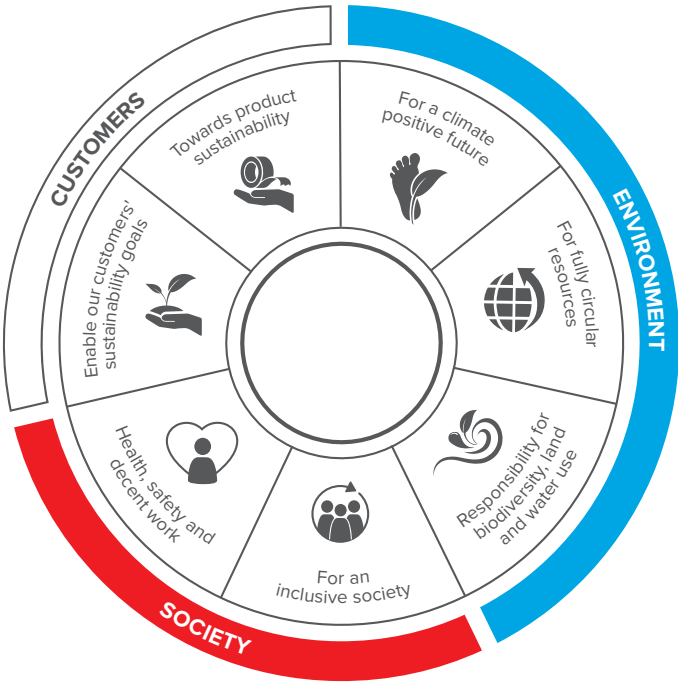 CUSTOMERS
Towards product
sustainability
Enable our customers'
sustainability goals
ENVIRONMENT
For a climate
positive future
For fully circular
resources
Responsibility for
biodiversity, land
and water use
SOCIETY
For an
inclusive society
Health, safety and
decent work